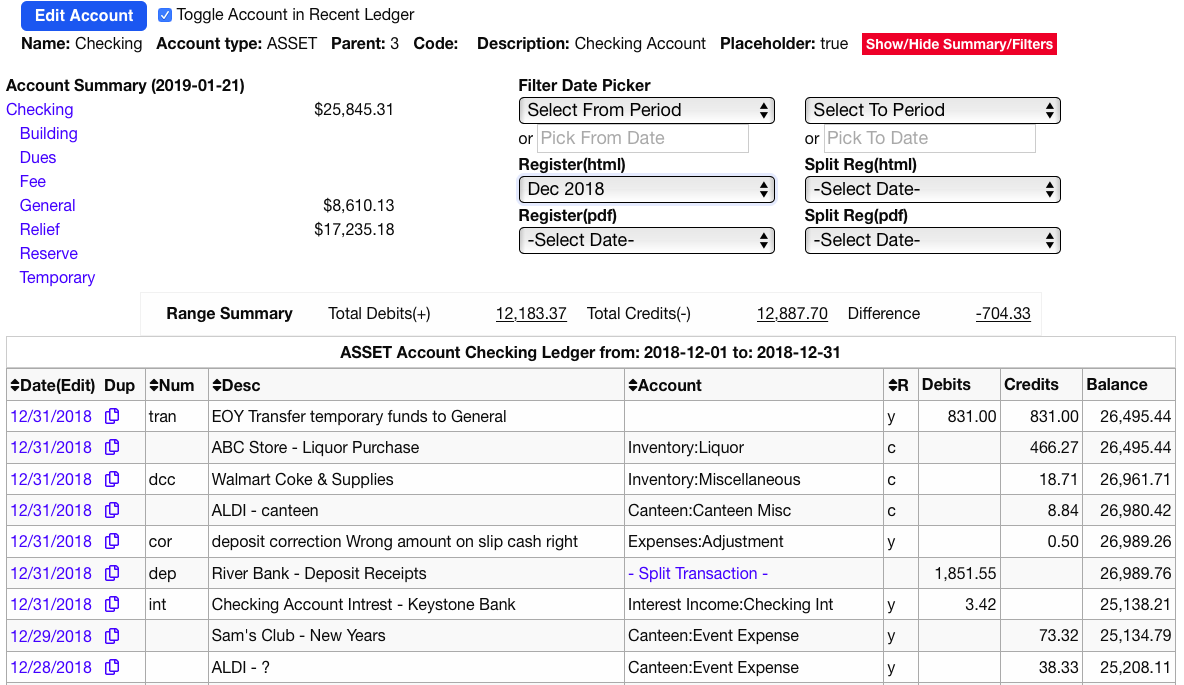 Edit Account Toggle Account in Recent Ledger
Name: Checking Account type: ASSET Parent: 3 Code: Description: Checking Account Placeholder: true Show/Hide Summary/Filters
Account Summary (2019-01-21)
Checking $25,845.31
Building
Dues
Fee
General $8,610.13
Relief $17,235.18
Reserve
Temporary
Filter Date Picker
Select From Period Select To Period
or Pick From Date or Pick To Date
Register(html) Split Reg(html)
Dec 2018 -Select Date-
Register(pdf) Split Reg(pdf)
-Select Date- -Select Date-
Range Summary Total Debits(+) 12,183.37 Total Credits(-) 12,887.70 Difference -704.33
ASSET Account Checking Ledger from: 2018-12-01 to: 2018-12-31
Date(Edit) Dup Num Desc Account R Debits Credits Balance
12/31/2018 tran EOY Transfer temporary funds to General y 831.00 831.00 26,495.44
12/31/2018 ABC Store - Liquor Purchase Inventory:Liquor c 466.27 26,495.44
12/31/2018 dcc Walmart Coke & Supplies Inventory:Miscellaneous c 18.71 26,961.71
12/31/2018 ALDI - canteen Canteen:Canteen Misc c 8.84 26,980.42
12/31/2018 cor deposit correction Wrong amount on slip cash right Expenses:Adjustment y 0.50 26,989.26
12/31/2018 dep River Bank - Deposit Receipts - Split Transaction - 1,851.55 26,989.76
12/31/2018 int Checking Account Intrest - Keystone Bank Interest Income:Checking Int y 3.42 25,138.21
12/29/2018 Sam's Club - New Years Canteen:Event Expense y 73.32 25,134.79
12/28/2018 ALDI - ? Canteen:Event Expense y 38.33 25,208.11